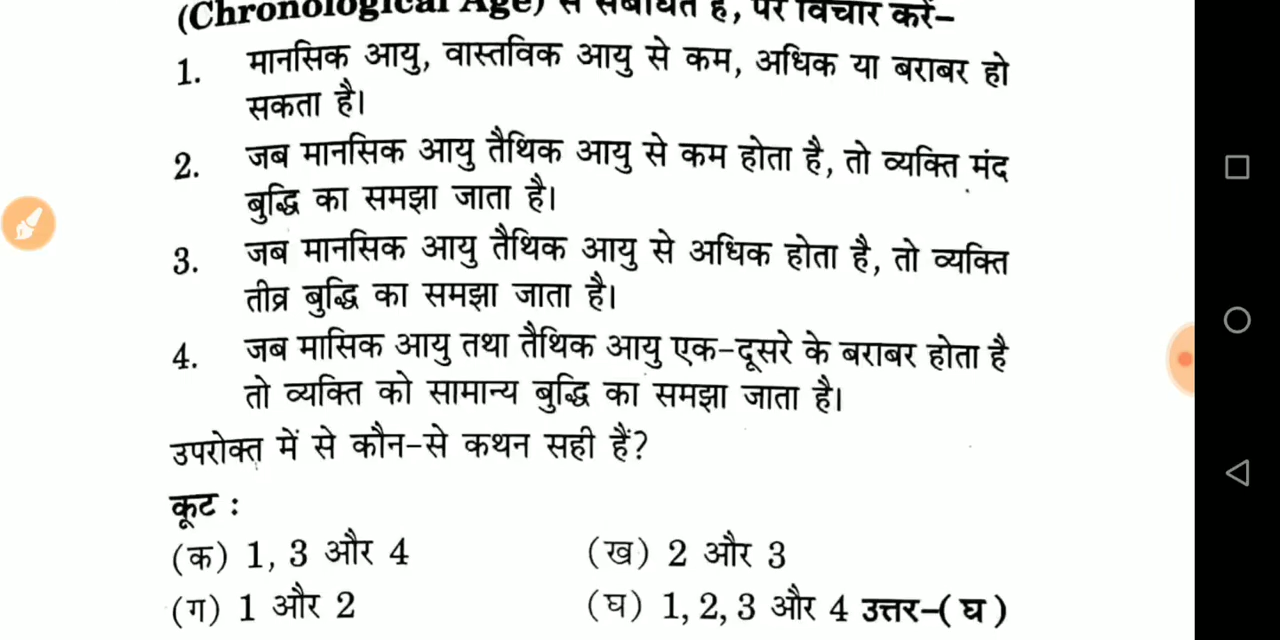 (Chronological Age) से संबंधित है, पर विचार करें–
1. मानसिक आयु, वास्तविक आयु से कम, अधिक या बराबर हो
सकता है।
2. जब मानसिक आयु तैथिक आयु से कम होता है, तो व्यक्ति मंद
बुद्धि का समझा जाता है।
3. जब मानसिक आयु तैथिक आयु से अधिक होता है, तो व्यक्ति
तीव्र बुद्धि का समझा जाता है।
4. जब मासिक आयु तथा तैथिक आयु एक-दूसरे के बराबर होता है
तो व्यक्ति को सामान्य बुद्धि का समझा जाता है।
उपरोक्त में से कौन-से कथन सही हैं?
कूट :
(क) 1, 3 और 4 (ख) 2 और 3
(ग) 1 और 2 (घ) 1, 2, 3 और 4 उत्तर–(घ)